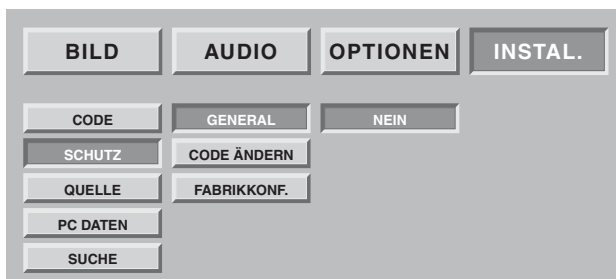 BILD AUDIO OPTIONEN INSTAL.
CODE GENERAL NEIN
SCHUTZ CODE ÄNDERN
QUELLE FABRIKKONF.
PC DATEN
SUCHE